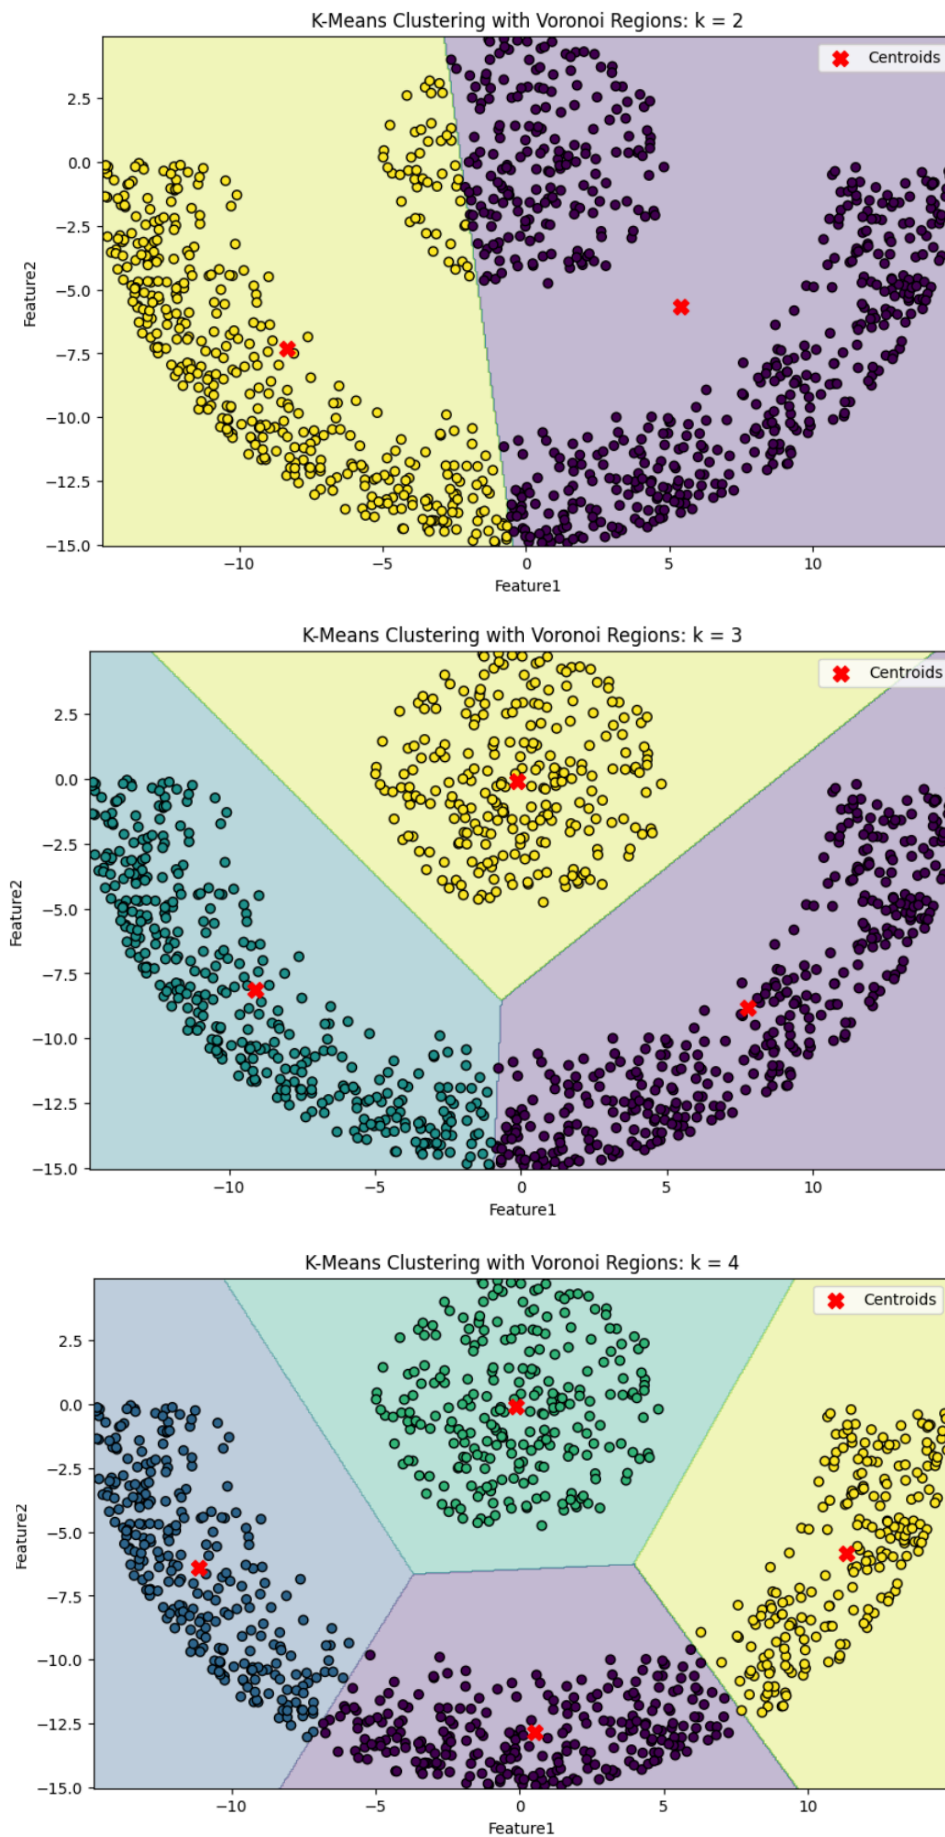 K-Means Clustering with Voronoi Regions: k = 2
Centroids
2.5
0.0
−2.5
−5.0
−7.5
−10.0
−12.5
−15.0
Feature2
−10 −5 0 5 10
Feature1
K-Means Clustering with Voronoi Regions: k = 3
Centroids
2.5
0.0
−2.5
−5.0
−7.5
−10.0
−12.5
−15.0
Feature2
−10 −5 0 5 10
Feature1
K-Means Clustering with Voronoi Regions: k = 4
Centroids
2.5
0.0
−2.5
−5.0
−7.5
−10.0
−12.5
−15.0
Feature2
−10 −5 0 5 10
Feature1